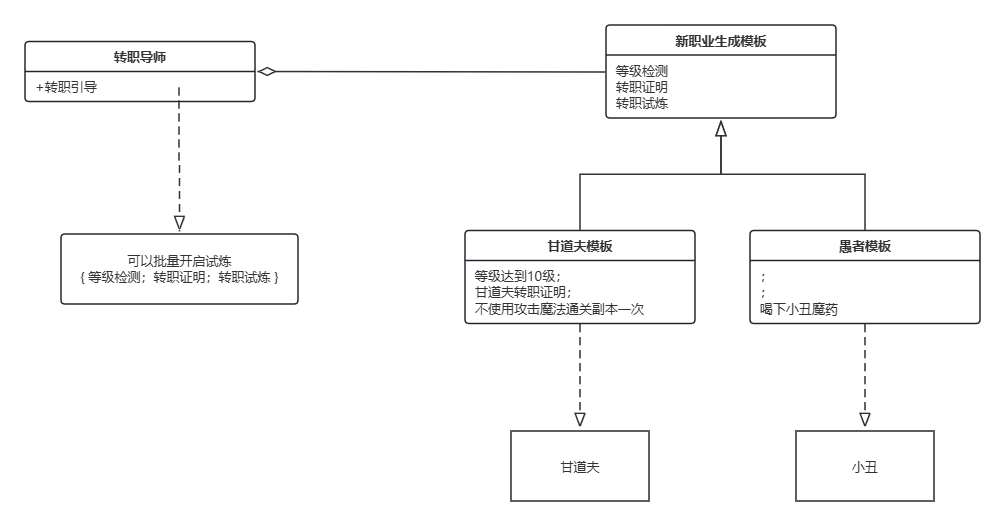 转职导师
+转职引导
新职业生成模板
等级检测
转职证明
转职试炼
可以批量开启试炼
{ 等级检测；转职证明；转职试炼 }
甘道夫模板
等级达到10级；
甘道夫转职证明；
不使用攻击魔法通关副本一次
愚者模板
；
；
喝下小丑魔药
甘道夫
小丑